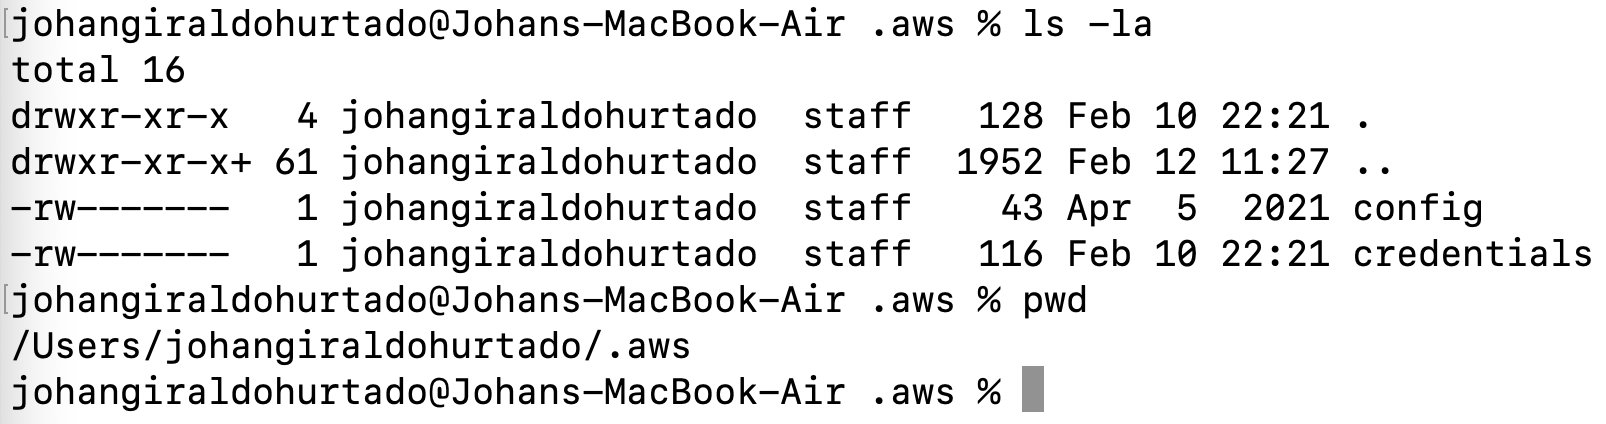 [johangiraldohurtado@Johans-MacBook-Air .aws % ls -la
total 16
drwxr-xr-x   4 johangiraldohurtado  staff   128 Feb 10 22:21 .
drwxr-xr-x+ 61 johangiraldohurtado  staff  1952 Feb 12 11:27 ..
-rw-------   1 johangiraldohurtado  staff    43 Apr  5  2021 config
-rw-------   1 johangiraldohurtado  staff   116 Feb 10 22:21 credentials
[johangiraldohurtado@Johans-MacBook-Air .aws % pwd
/Users/johangiraldohurtado/.aws
johangiraldohurtado@Johans-MacBook-Air .aws %